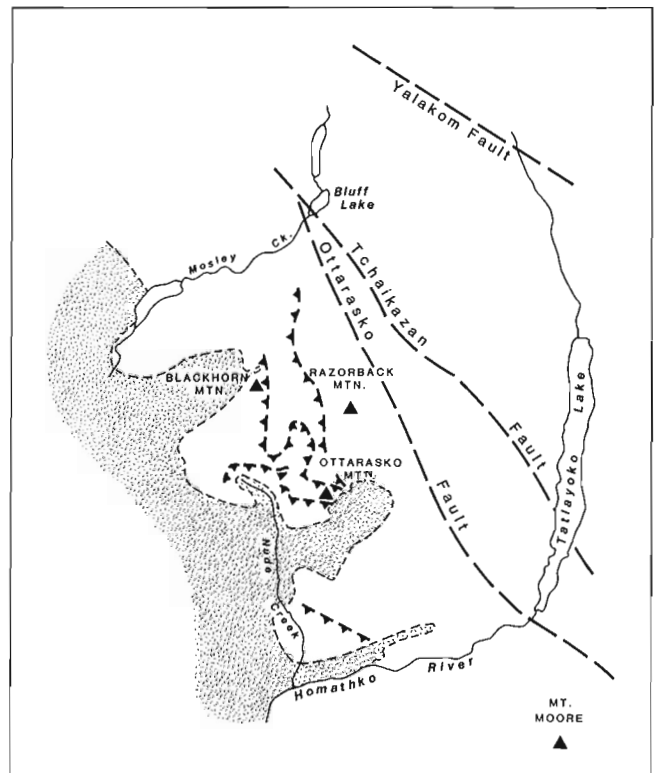 Yalakom Fault
Bluff
Lake
Mosley Ck.
Ottarasko
Tchaikazan
BLACKHORN
MTN.
RAZORBACK
MTN.
OTTARASKO
MTN.
Fault
Fault
Tatlayoko Lake
Nude
Creek
Homathko River
MT.
MOORE